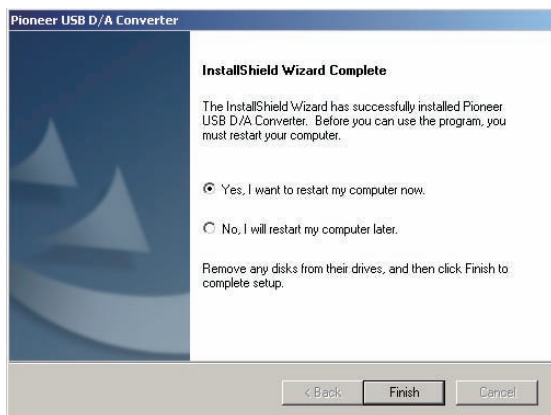 Pioneer USB D/A Converter
InstallShield Wizard Complete
The InstallShield Wizard has successfully installed Pioneer
USB D/A Converter. Before you can use the program, you
must restart your computer.
Yes, I want to restart my computer now.
No, I will restart my computer later.
Remove any disks from their drives, and then click Finish to
complete setup.
< Back Finish Cancel